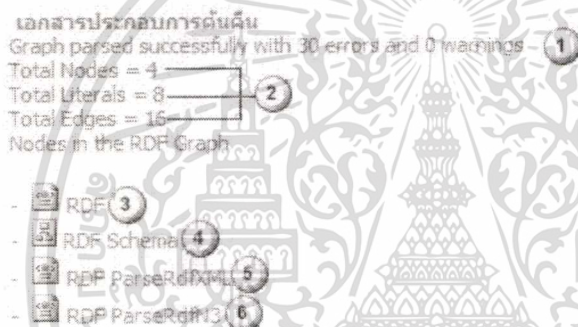 เอกสารประกอบการค้นคืน
Graph parsed successfully with 30 errors and 0 warnings 1
Total Nodes = 4
Total Literals = 8 2
Total Edges = 16
Nodes in the RDF Graph
- RDF 3
- RDF Schema 4
- RDF ParseRdfXML 5
- RDF ParseRdfN3 6